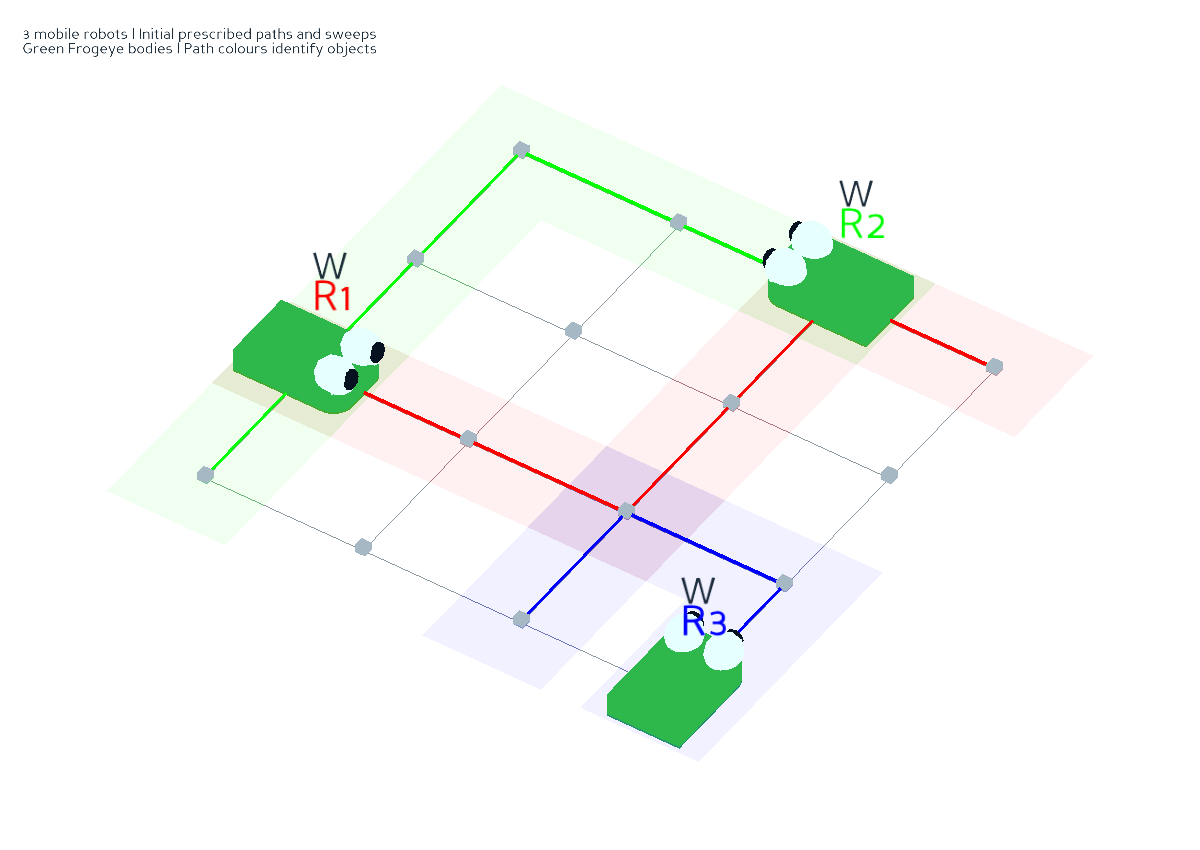 3 mobile robots | Initial prescribed paths and sweeps
Green Frogeye bodies | Path colours identify objects
W
R2
W
R1
W
R3